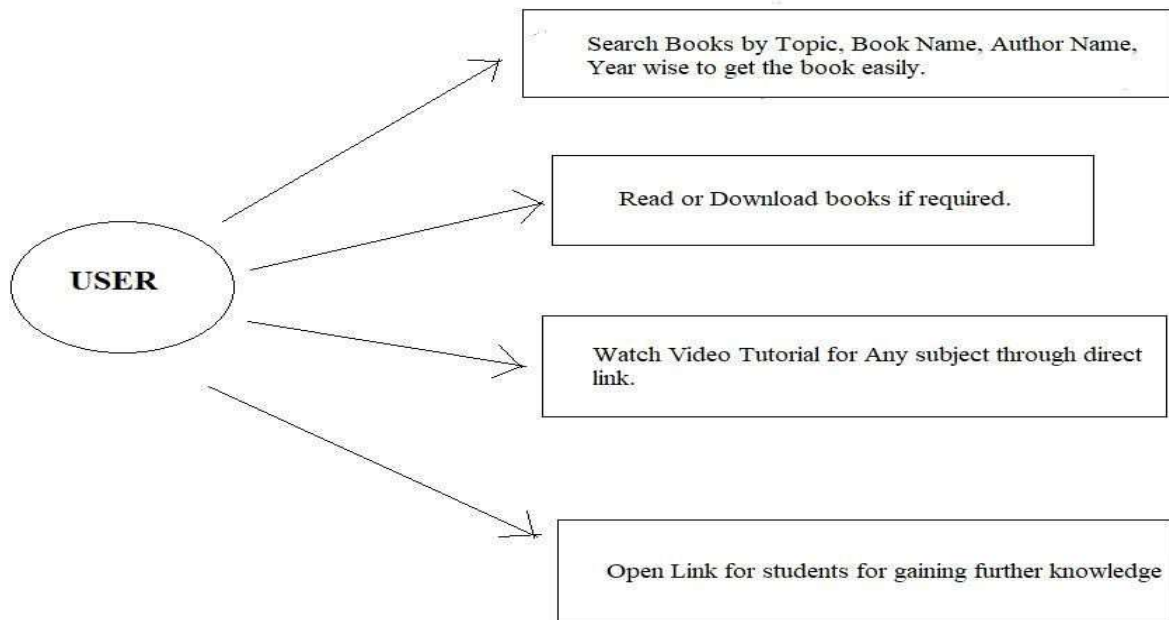 Search Books by Topic, Book Name, Author Name,
Year wise to get the book easily.
Read or Download books if required.
USER
Watch Video Tutorial for Any subject through direct
link.
Open Link for students for gaining further knowledge